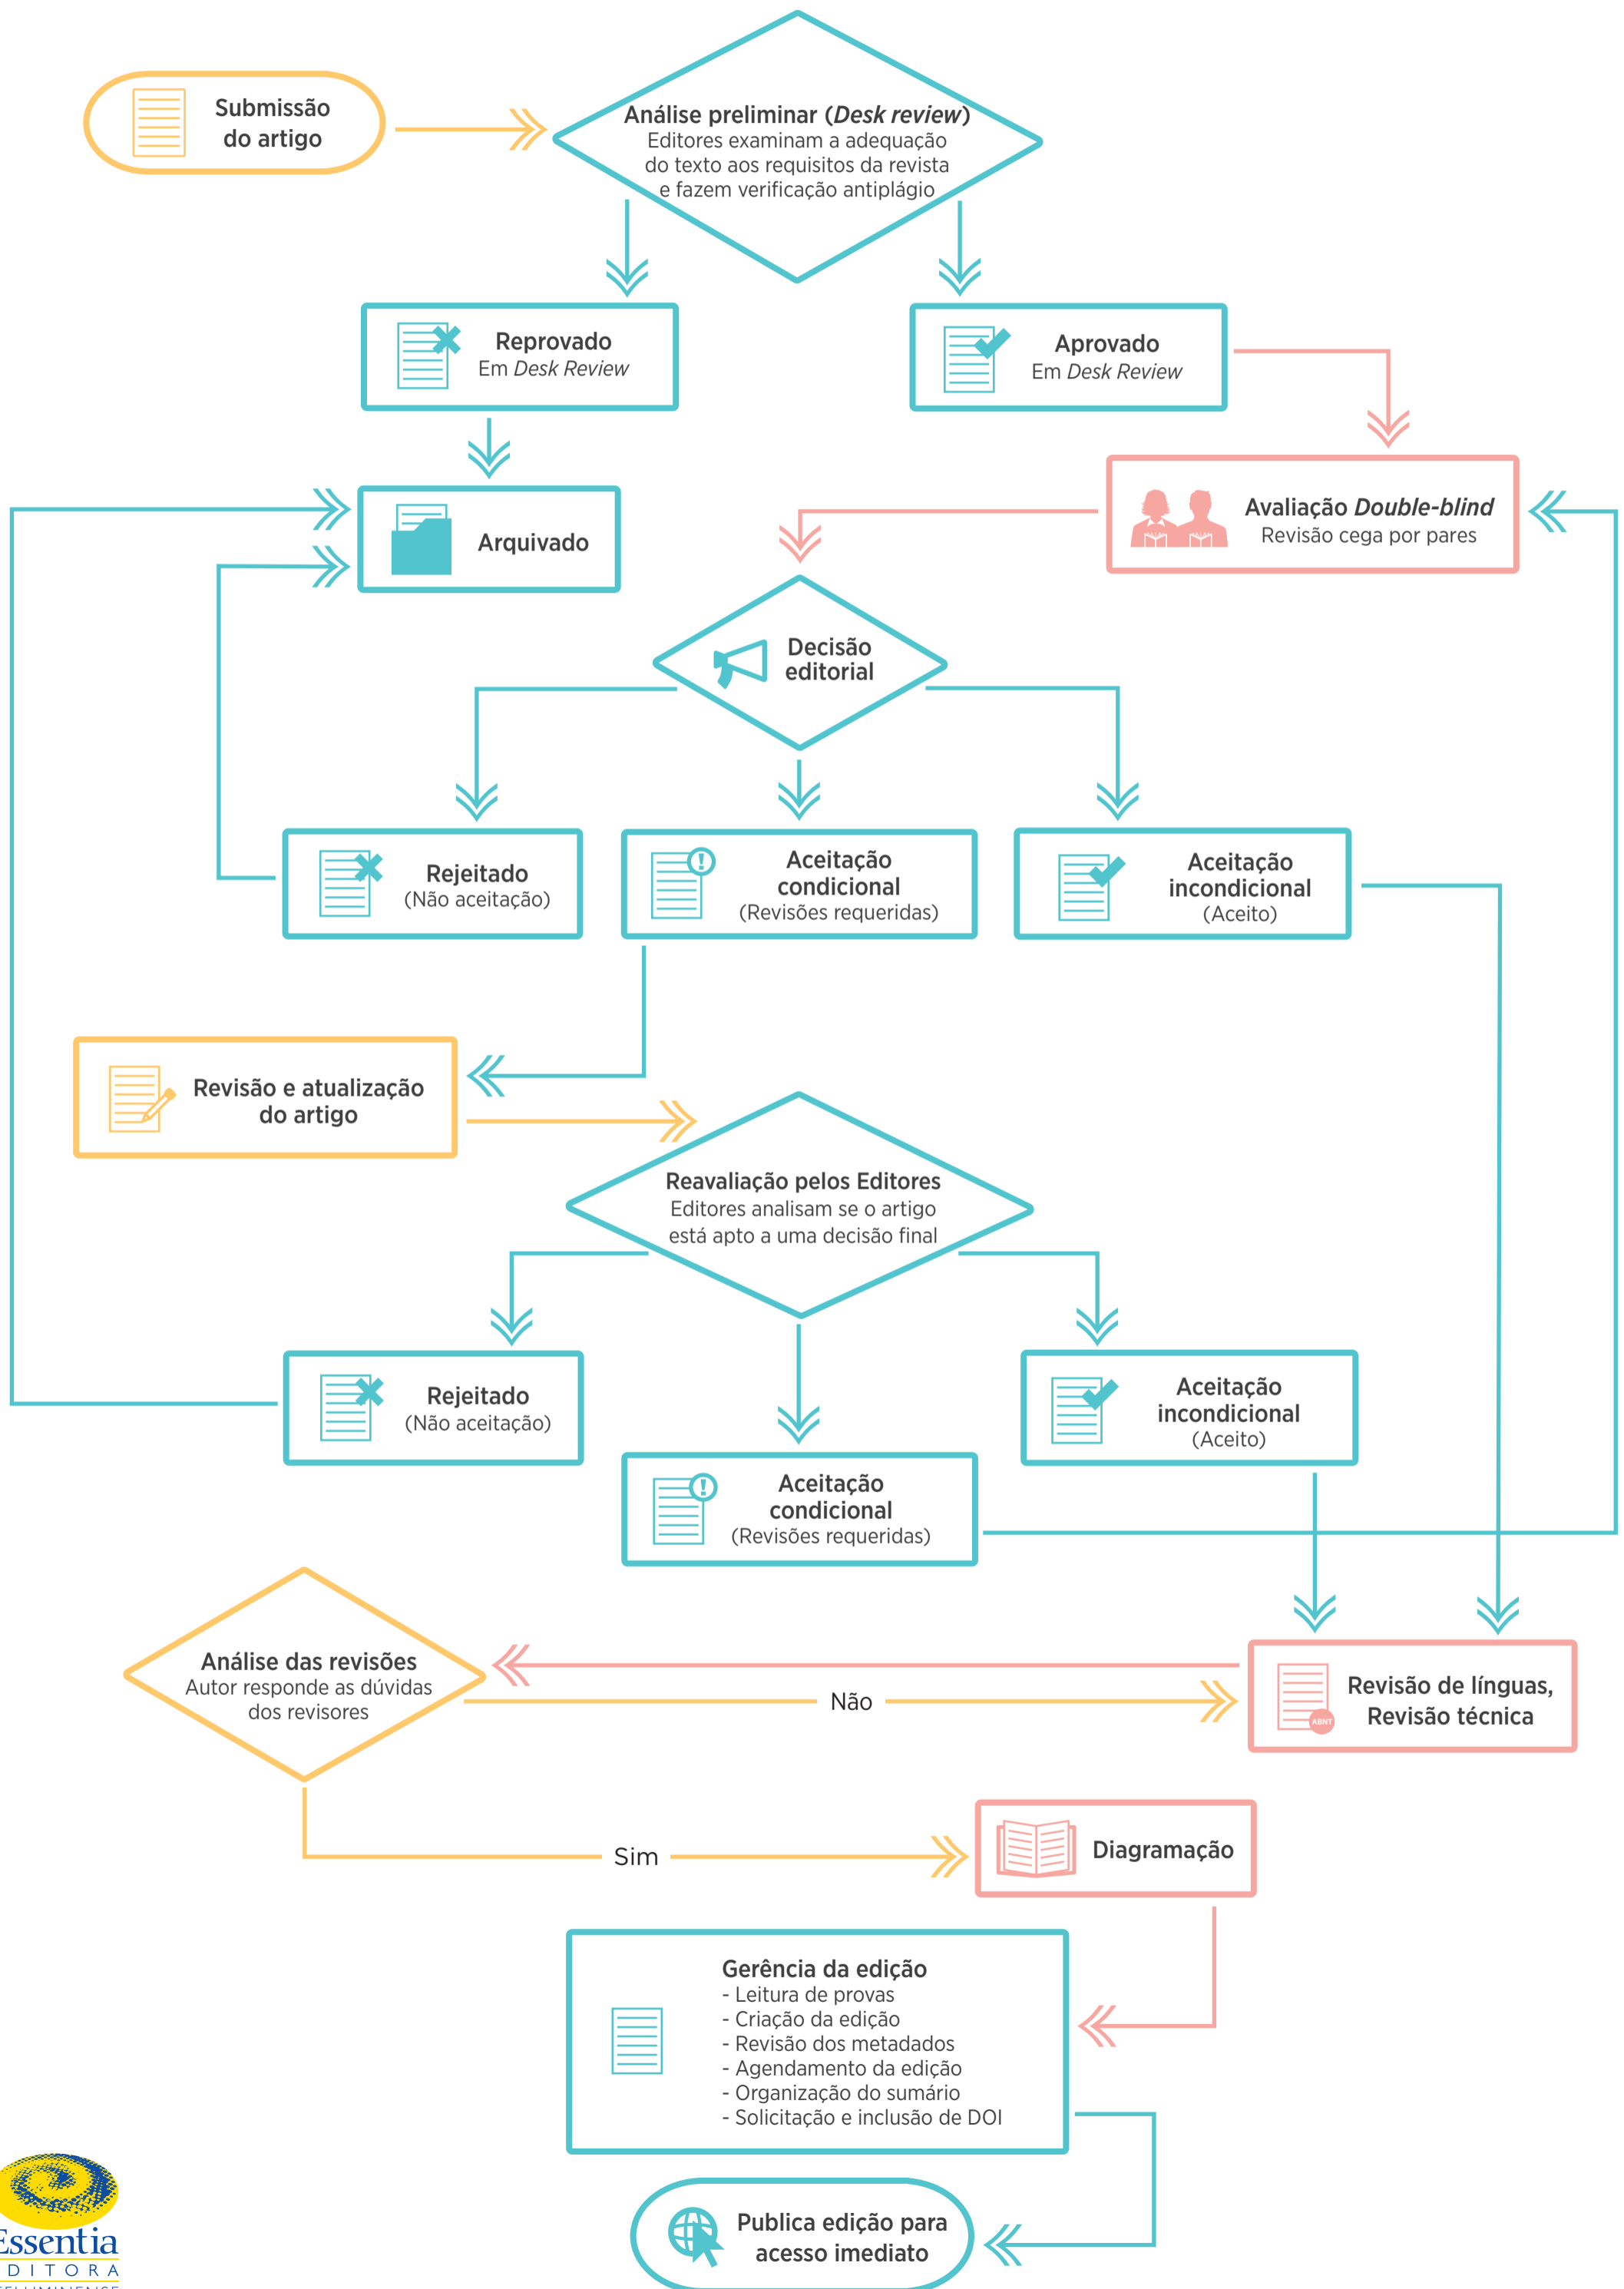 Submissão
do artigo
Análise preliminar (Desk review)
Editores examinam a adequação
do texto aos requisitos da revista
e fazem verificação antiplágio
Reprovado
Em Desk Review
Aprovado
Em Desk Review
Arquivado
Avaliação Double-blind
Revisão cega por pares
Decisão
editorial
Rejeitado
(Não aceitação)
Aceitação
condicional
(Revisões requeridas)
Aceitação
incondicional
(Aceito)
Revisão e atualização
do artigo
Reavaliação pelos Editores
Editores analisam se o artigo
está apto a uma decisão final
Rejeitado
(Não aceitação)
Aceitação
incondicional
(Aceito)
Aceitação
condicional
(Revisões requeridas)
Análise das revisões
Autor responde as dúvidas
dos revisores
Não
Revisão de línguas,
Revisão técnica
ABNT
Sim
Diagramação
Gerência da edição
- Leitura de provas
- Criação da edição
- Revisão dos metadados
- Agendamento da edição
- Organização do sumário
- Solicitação e inclusão de DOI
Publica edição para
acesso imediato
Essentia
DITORA